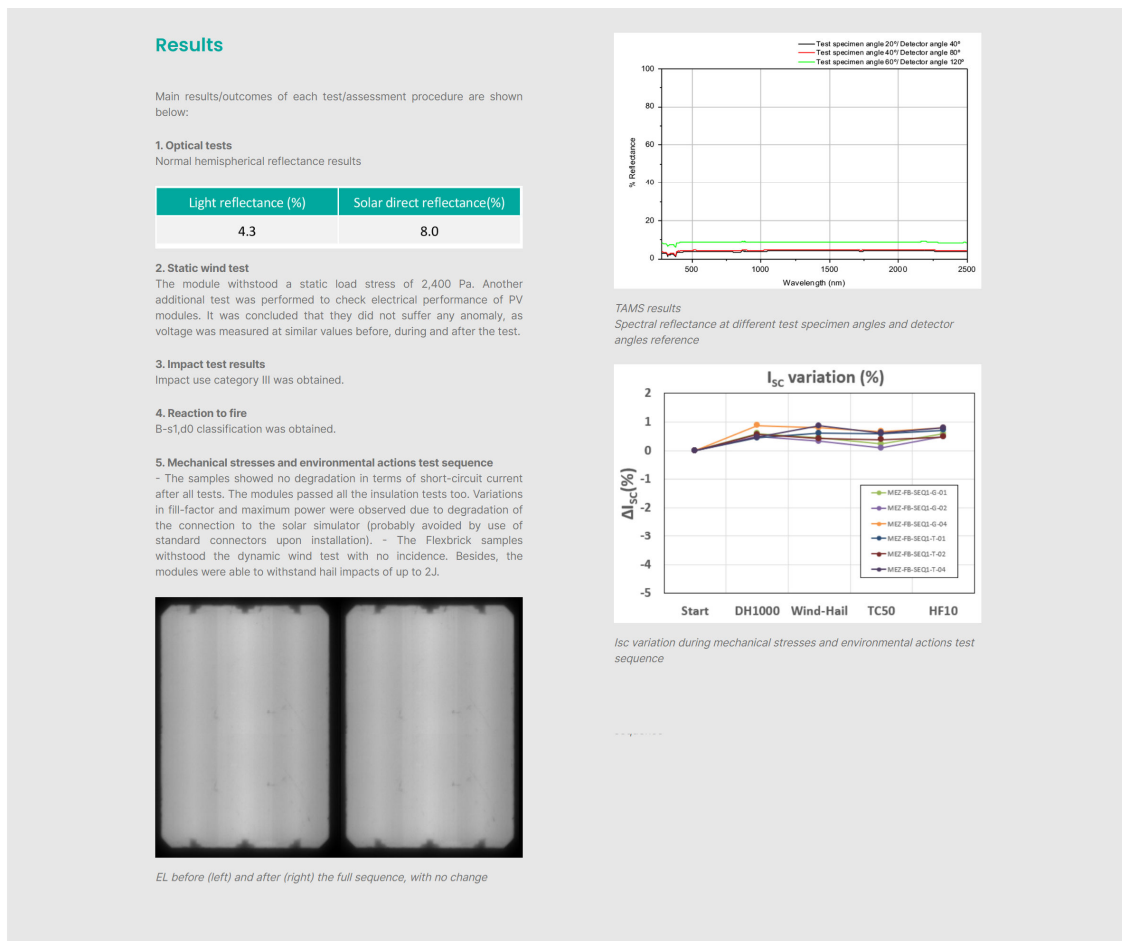 Results
Main results/outcomes of each test/assessment procedure are shown
below:
1. Optical tests
Normal hemispherical reflectance results
Light reflectance (%) Solar direct reflectance(%)
4.3 8.0
2. Static wind test
The module withstood a static load stress of 2,400 Pa. Another
additional test was performed to check electrical performance of PV
modules. It was concluded that they did not suffer any anomaly, as
voltage was measured at similar values before, during and after the test.
3. Impact test results
Impact use category III was obtained.
4. Reaction to fire
B-s1,d0 classification was obtained.
5. Mechanical stresses and environmental actions test sequence
- The samples showed no degradation in terms of short-circuit current
after all tests. The modules passed all the insulation tests too. Variations
in fill-factor and maximum power were observed due to degradation of
the connection to the solar simulator (probably avoided by use of
standard connectors upon installation). - The Flexbrick samples
withstood the dynamic wind test with no incidence. Besides, the
modules were able to withstand hail impacts of up to 2J.
EL before (left) and after (right) the full sequence, with no change
Test specimen angle 20º/ Detector angle 40º
Test specimen angle 40º/ Detector angle 80º
Test specimen angle 60º/ Detector angle 120º
100
80
60
40
20
0
% Reflectance
500 1000 1500 2000 2500
Wavelength (nm)
TAMS results
Spectral reflectance at different test specimen angles and detector
angles reference
ISC variation (%)
2
1
0
-1
-2
-3
-4
-5
ΔISC(%)
MEZ-FB-SEQ1-G-01
MEZ-FB-SEQ1-G-02
MEZ-FB-SEQ1-G-04
MEZ-FB-SEQ1-T-01
MEZ-FB-SEQ1-T-02
MEZ-FB-SEQ1-T-04
Start DH1000 Wind-Hail TC50 HF10
Isc variation during mechanical stresses and environmental actions test
sequence